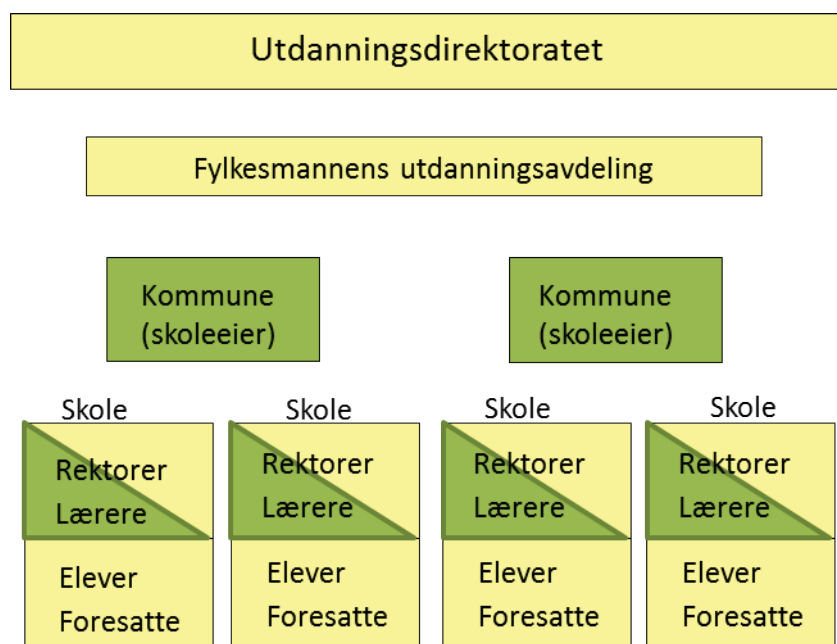 Utdanningsdirektoratet
Fylkesmannens utdanningsavdeling
Kommune
(skoleeier)
Kommune
(skoleeier)
Skole
Rektorer
Lærere
Elever
Foresatte
Skole
Rektorer
Lærere
Elever
Foresatte
Skole
Rektorer
Lærere
Elever
Foresatte
Skole
Rektorer
Lærere
Elever
Foresatte